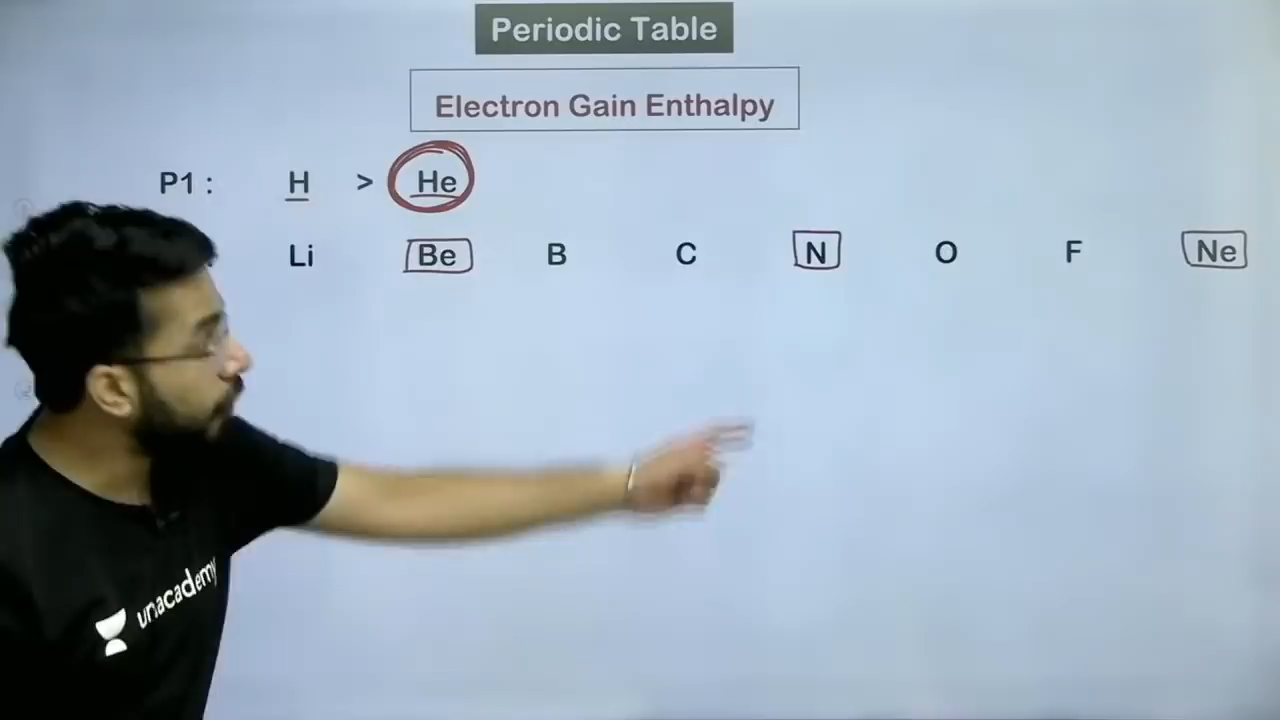 Periodic Table
Electron Gain Enthalpy
P1 : H > He
Li Be B C N O F Ne
unacademy